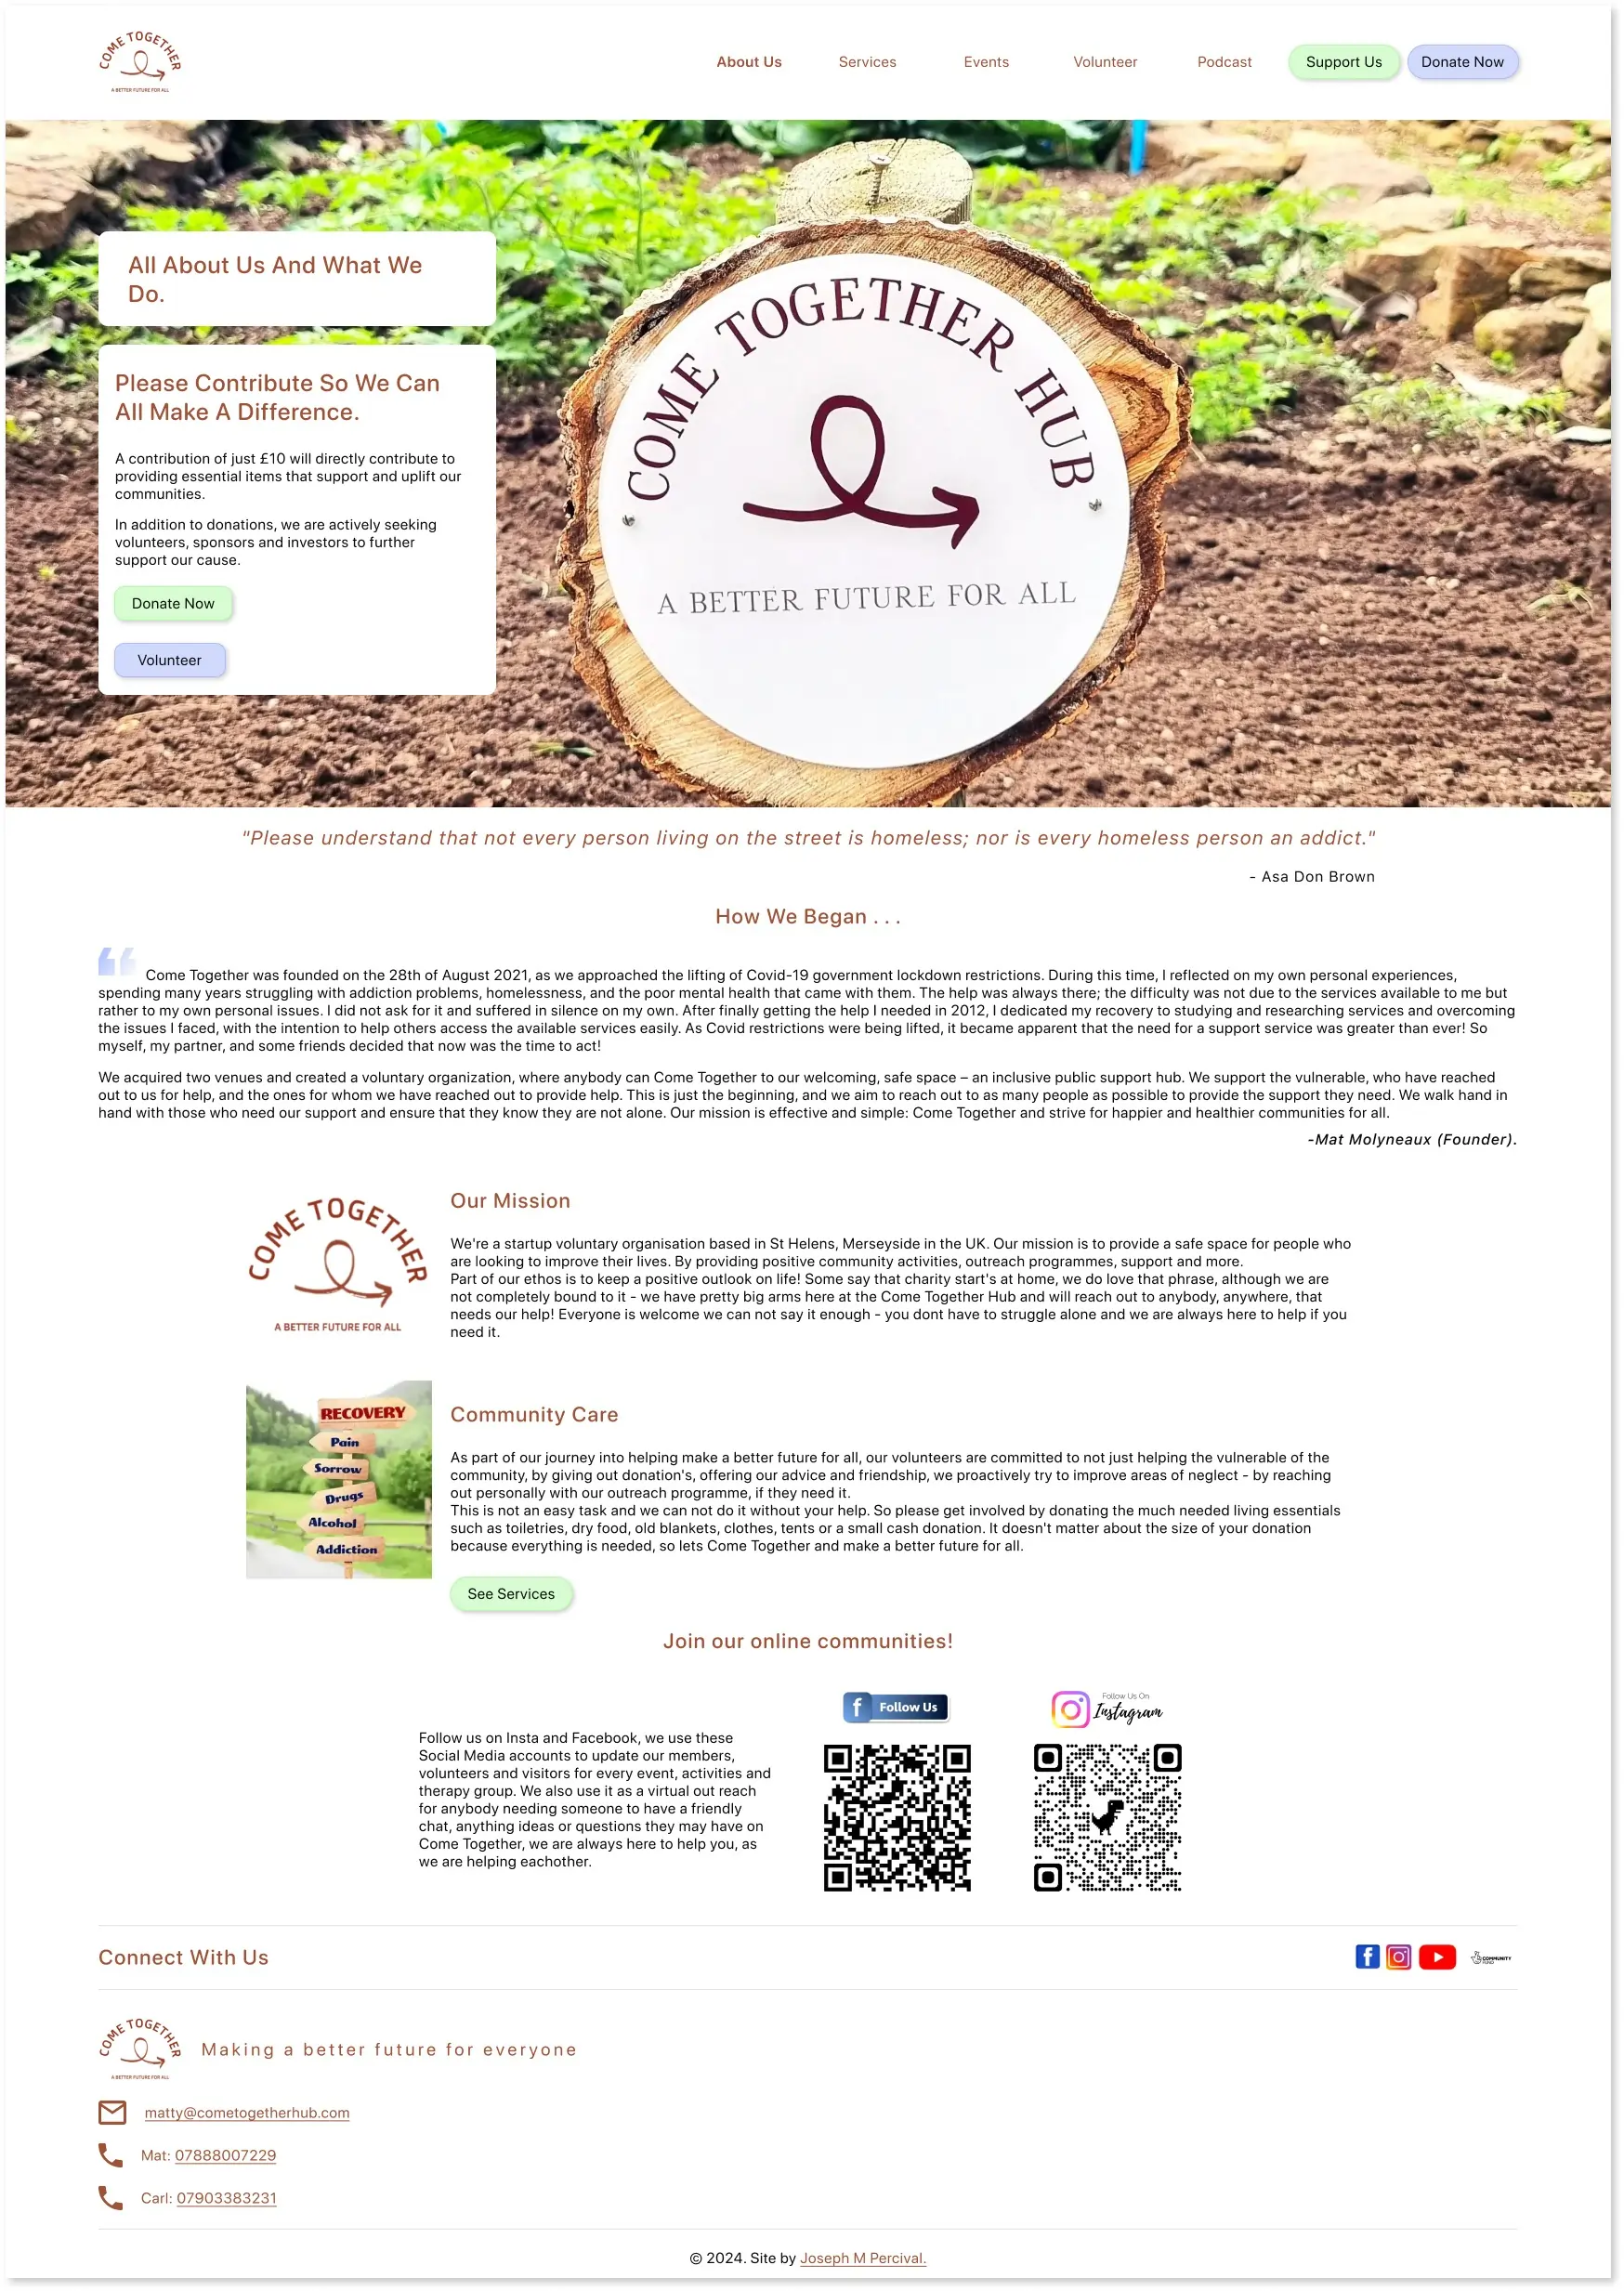 COME TOGETHER
A BETTER FUTURE FOR ALL
About Us
Services
Events
Volunteer
Podcast
Support Us
Donate Now
All About Us And What We
Do.
Please Contribute So We Can
All Make A Difference.
A contribution of just £10 will directly contribute to
providing essential items that support and uplift our
communities.
In addition to donations, we are actively seeking
volunteers, sponsors and investors to further
support our cause.
Donate Now
Volunteer
COME TOGETHER HUB
A BETTER FUTURE FOR ALL
"Please understand that not every person living on the street is homeless; nor is every homeless person an addict."
- Asa Don Brown
How We Began . . .
Come Together was founded on the 28th of August 2021, as we approached the lifting of Covid-19 government lockdown restrictions. During this time, I reflected on my own personal experiences,
spending many years struggling with addiction problems, homelessness, and the poor mental health that came with them. The help was always there; the difficulty was not due to the services available to me but
rather to my own personal issues. I did not ask for it and suffered in silence on my own. After finally getting the help I needed in 2012, I dedicated my recovery to studying and researching services and overcoming
the issues I faced, with the intention to help others access the available services easily. As Covid restrictions were being lifted, it became apparent that the need for a support service was greater than ever! So
myself, my partner, and some friends decided that now was the time to act!
We acquired two venues and created a voluntary organization, where anybody can Come Together to our welcoming, safe space – an inclusive public support hub. We support the vulnerable, who have reached
out to us for help, and the ones for whom we have reached out to provide help. This is just the beginning, and we aim to reach out to as many people as possible to provide the support they need. We walk hand in
hand with those who need our support and ensure that they know they are not alone. Our mission is effective and simple: Come Together and strive for happier and healthier communities for all.
-Mat Molyneaux (Founder).
COME TOGETHER
A BETTER FUTURE FOR ALL
Our Mission
We're a startup voluntary organisation based in St Helens, Merseyside in the UK. Our mission is to provide a safe space for people who
are looking to improve their lives. By providing positive community activities, outreach programmes, support and more.
Part of our ethos is to keep a positive outlook on life! Some say that charity start's at home, we do love that phrase, although we are
not completely bound to it - we have pretty big arms here at the Come Together Hub and will reach out to anybody, anywhere, that
needs our help! Everyone is welcome we can not say it enough - you dont have to struggle alone and we are always here to help if you
need it.
RECOVERY
Pain
Sorrow
Drugs
Alcohol
Addiction
Community Care
As part of our journey into helping make a better future for all, our volunteers are committed to not just helping the vulnerable of the
community, by giving out donation's, offering our advice and friendship, we proactively try to improve areas of neglect - by reaching
out personally with our outreach programme, if they need it.
This is not an easy task and we can not do it without your help. So please get involved by donating the much needed living essentials
such as toiletries, dry food, old blankets, clothes, tents or a small cash donation. It doesn't matter about the size of your donation
because everything is needed, so lets Come Together and make a better future for all.
See Services
Join our online communities!
Follow us on Insta and Facebook, we use these
Social Media accounts to update our members,
volunteers and visitors for every event, activities and
therapy group. We also use it as a virtual out reach
for anybody needing someone to have a friendly
chat, anything ideas or questions they may have on
Come Together, we are always here to help you, as
we are helping eachother.
f Follow Us
Follow Us On
Instagram
Connect With Us
COMMUNITY
FUND
COME TOGETHER
A BETTER FUTURE FOR ALL
Making a better future for everyone
matty@cometogetherhub.com
Mat: 07888007229
Carl: 07903383231
© 2024. Site by Joseph M Percival.